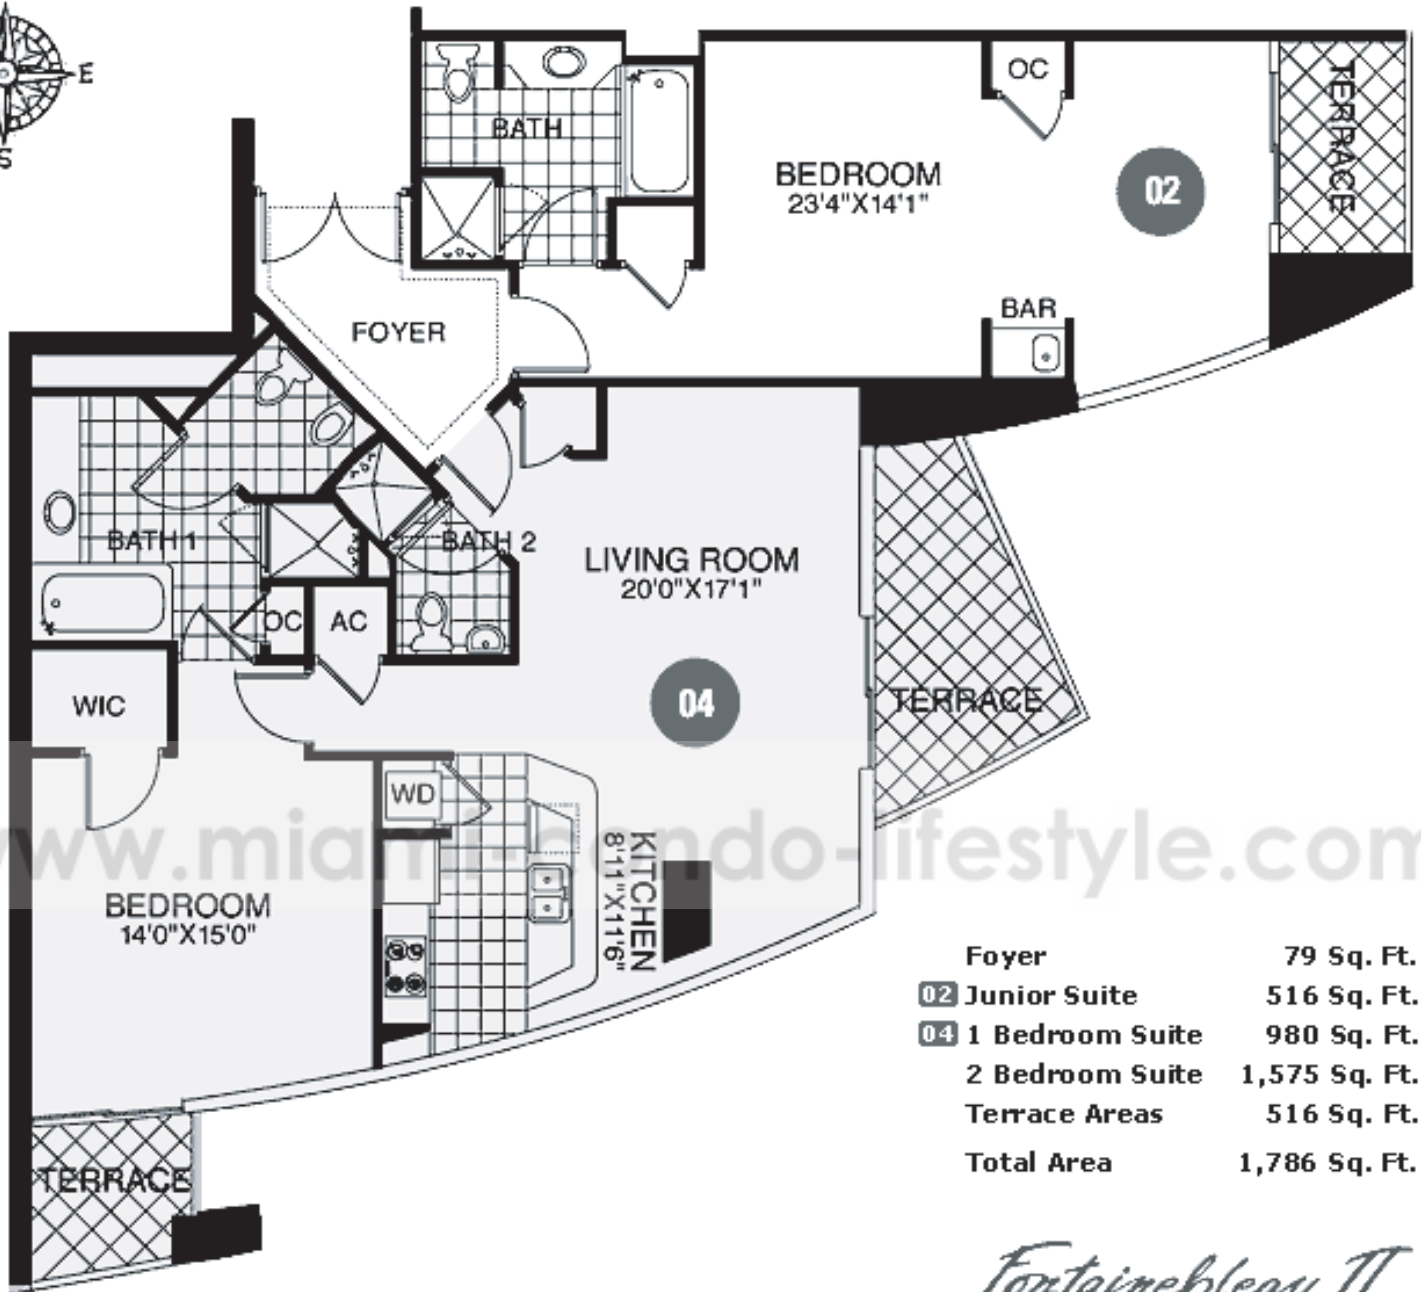 E
S
OC
TERRACE
BATH
BEDROOM
23'4"X14'1"
02
BAR
FOYER
BATH 1
BATH 2
LIVING ROOM
20'0"X17'1"
OC
AC
WIC
04
TERRACE
WD
www.miami-condo-lifestyle.com
KITCHEN
8'11"X11'6"
BEDROOM
14'0"X15'0"
TERRACE
Foyer 79 Sq. Ft.
02 Junior Suite 516 Sq. Ft.
04 1 Bedroom Suite 980 Sq. Ft.
2 Bedroom Suite 1,575 Sq. Ft.
Terrace Areas 516 Sq. Ft.
Total Area 1,786 Sq. Ft.
Fontainebleau II